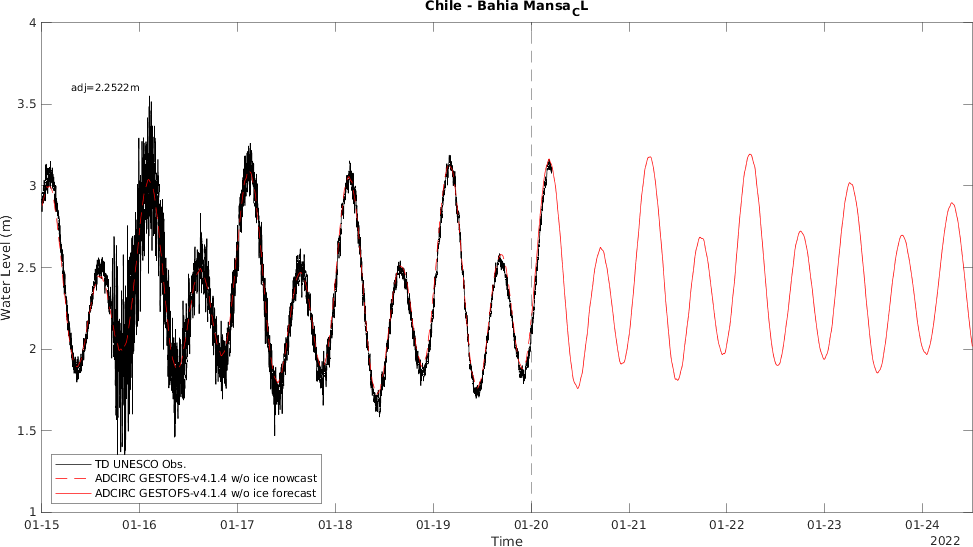 Chile - Bahia Mansa_CL
adj=2.2522m
4
3.5
3
2.5
2
1.5
1
Water Level (m)
TD UNESCO Obs.
ADCIRC GESTOFS-v4.1.4 w/o ice nowcast
ADCIRC GESTOFS-v4.1.4 w/o ice forecast
01-15 01-16 01-17 01-18 01-19 01-20 01-21 01-22 01-23 01-24
Time
2022